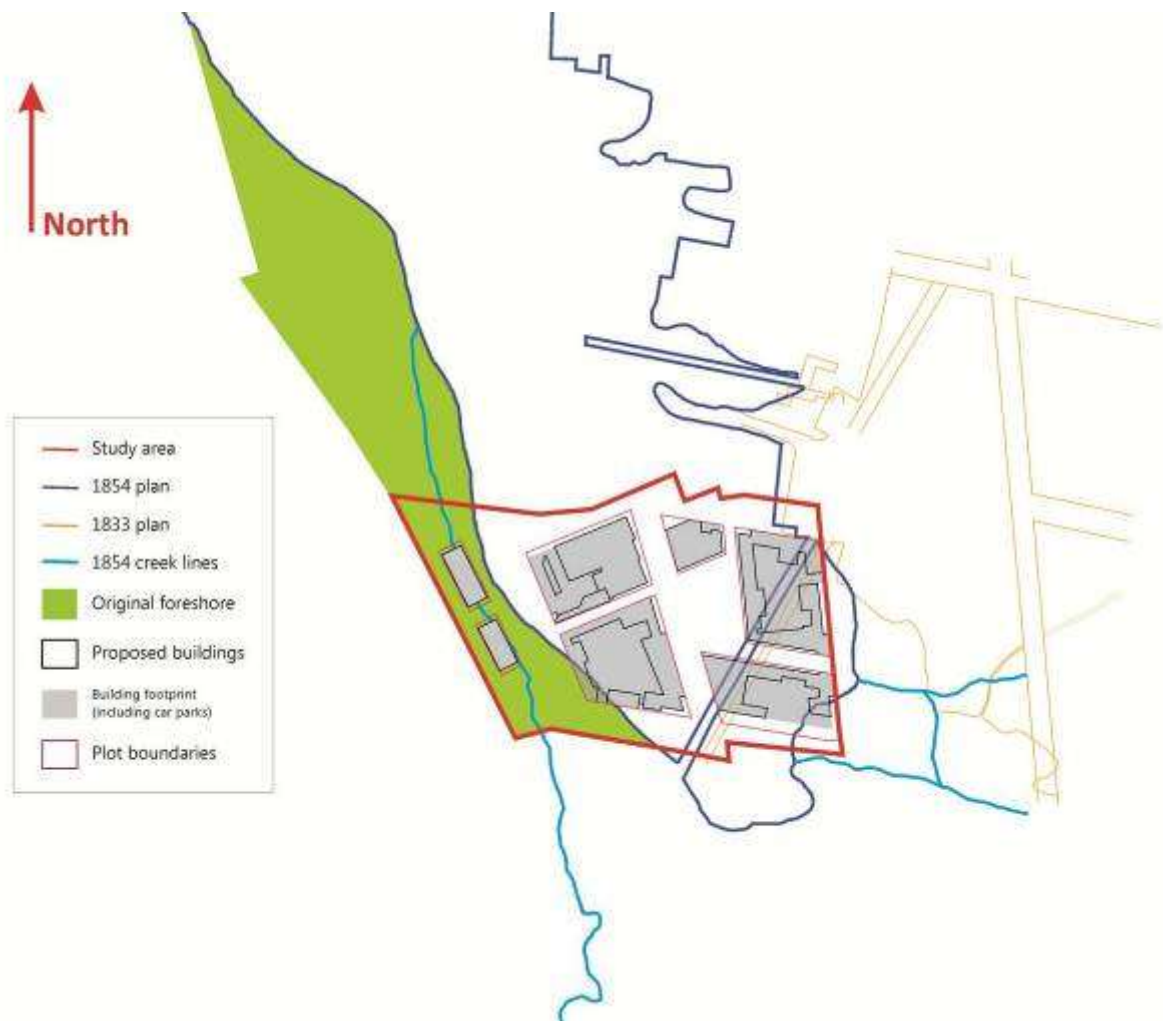 North
Study area
1854 plan
1833 plan
1854 creek lines
Original foreshore
Proposed buildings
Building footprint
(including car parks)
Plot boundaries